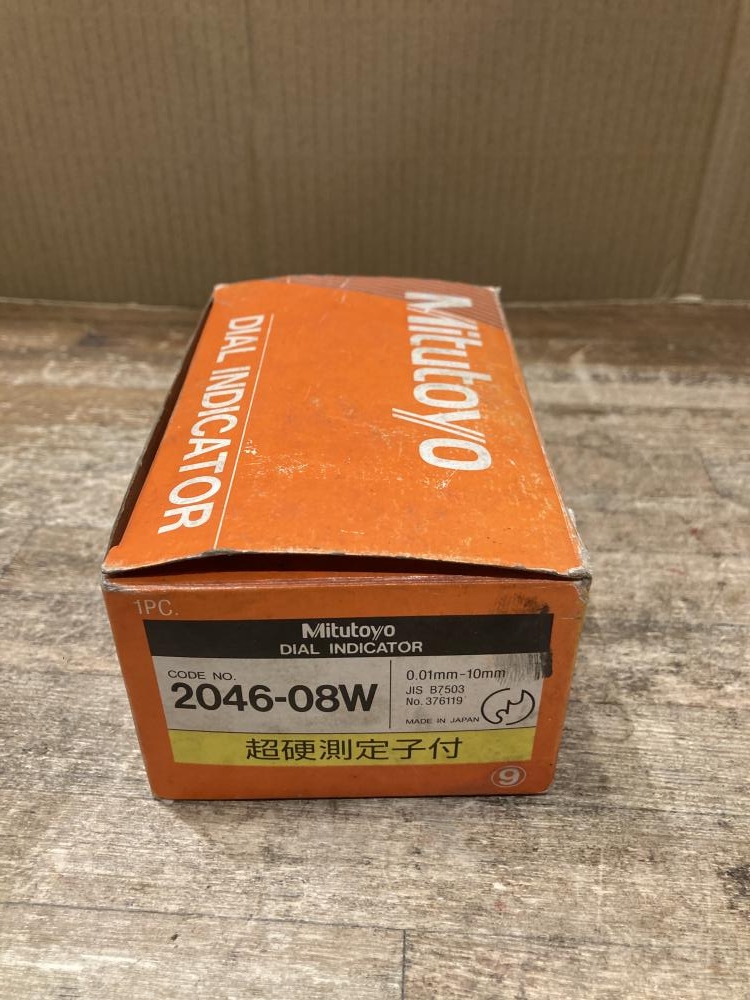 Mitutoyo
DIAL INDICATOR
1PC.
Mitutoyo
DIAL INDICATOR
CODE NO.
2046-08W
0.01mm-10mm
JIS B7503
No. 376119
MADE IN JAPAN
超硬測定子付
9